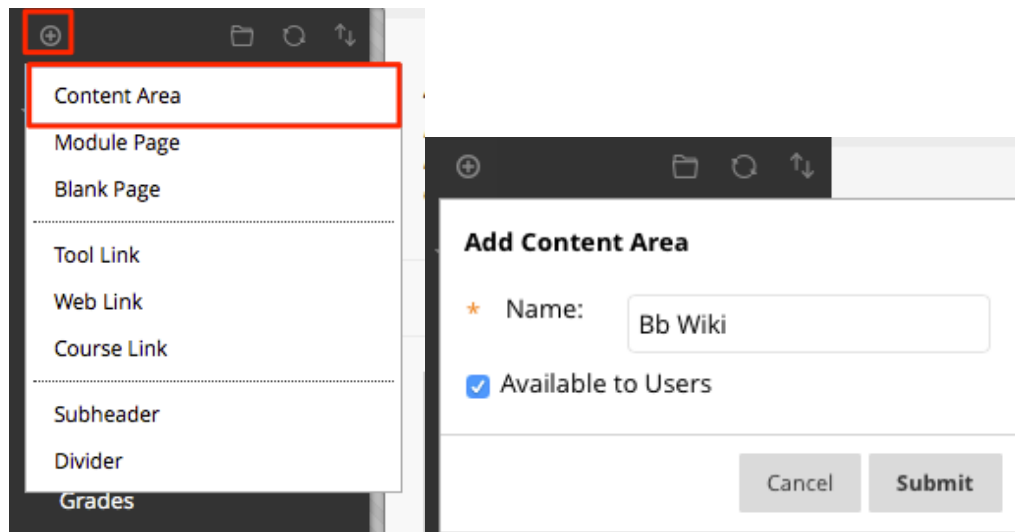 Content Area
Module Page
Blank Page
Tool Link
Web Link
Course Link
Subheader
Divider
Grades
Add Content Area
* Name: Bb Wiki
Available to Users
Cancel Submit